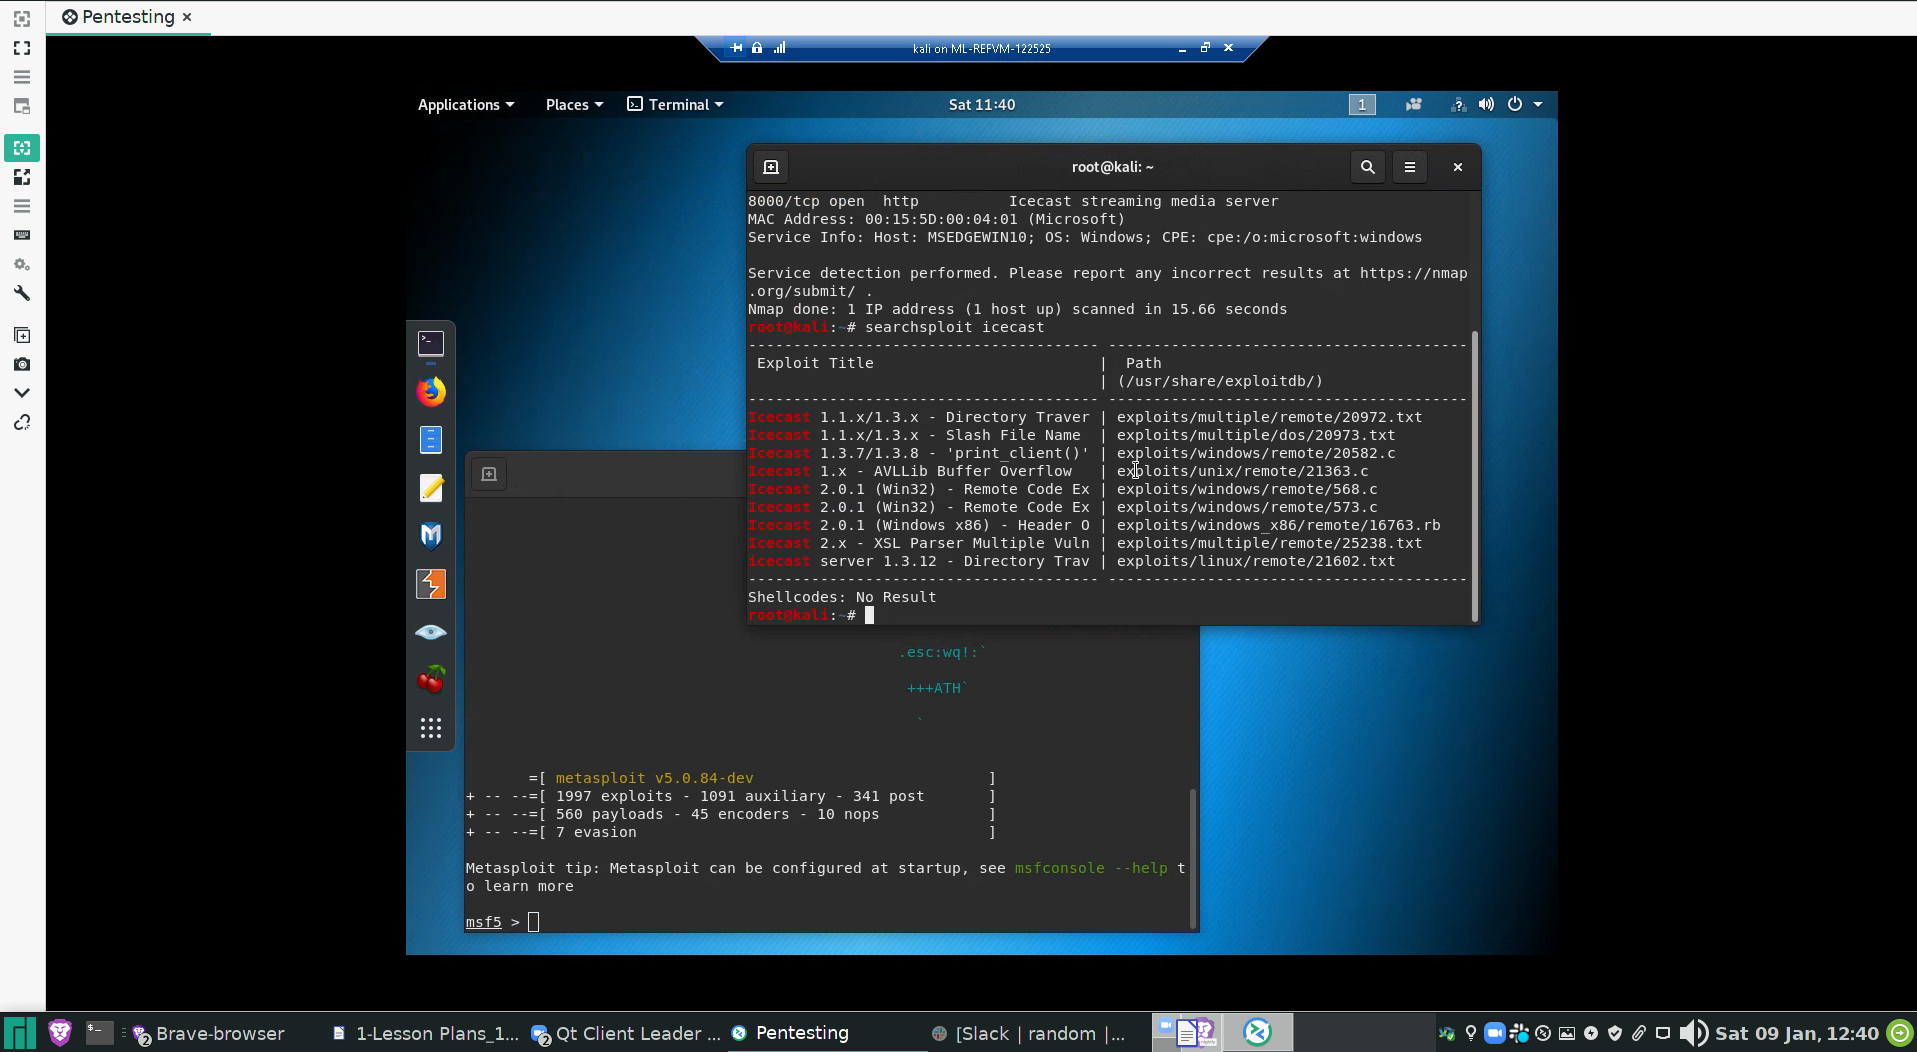 Pentesting ×
kali on ML-REFVM-122525
Applications Places Terminal Sat 11:40 1
root@kali: ~
8000/tcp open  http          Icecast streaming media server
MAC Address: 00:15:5D:00:04:01 (Microsoft)
Service Info: Host: MSEDGEWIN10; OS: Windows; CPE: cpe:/o:microsoft:windows
Service detection performed. Please report any incorrect results at https://nmap
.org/submit/ .
Nmap done: 1 IP address (1 host up) scanned in 15.66 seconds
root@kali:~# searchsploit icecast
--------------------------------------- ----------------------------------------
 Exploit Title                         |  Path
                                       | (/usr/share/exploitdb/)
--------------------------------------- ----------------------------------------
Icecast 1.1.x/1.3.x - Directory Traver | exploits/multiple/remote/20972.txt
Icecast 1.1.x/1.3.x - Slash File Name  | exploits/multiple/dos/20973.txt
Icecast 1.3.7/1.3.8 - 'print_client()' | exploits/windows/remote/20582.c
Icecast 1.x - AVLLib Buffer Overflow   | exploits/unix/remote/21363.c
Icecast 2.0.1 (Win32) - Remote Code Ex | exploits/windows/remote/568.c
Icecast 2.0.1 (Win32) - Remote Code Ex | exploits/windows/remote/573.c
Icecast 2.0.1 (Windows x86) - Header O | exploits/windows_x86/remote/16763.rb
Icecast 2.x - XSL Parser Multiple Vuln | exploits/multiple/remote/25238.txt
icecast server 1.3.12 - Directory Trav | exploits/linux/remote/21602.txt
--------------------------------------- ----------------------------------------
Shellcodes: No Result
root@kali:~#
.esc:wq!:`
+++ATH`
`
       =[ metasploit v5.0.84-dev                          ]
+ -- --=[ 1997 exploits - 1091 auxiliary - 341 post       ]
+ -- --=[ 560 payloads - 45 encoders - 10 nops            ]
+ -- --=[ 7 evasion                                       ]
Metasploit tip: Metasploit can be configured at startup, see msfconsole --help t
o learn more
msf5 >
2 Brave-browser 1-Lesson Plans_1... 2 Qt Client Leader ... Pentesting [Slack | random |... Sat 09 Jan, 12:40